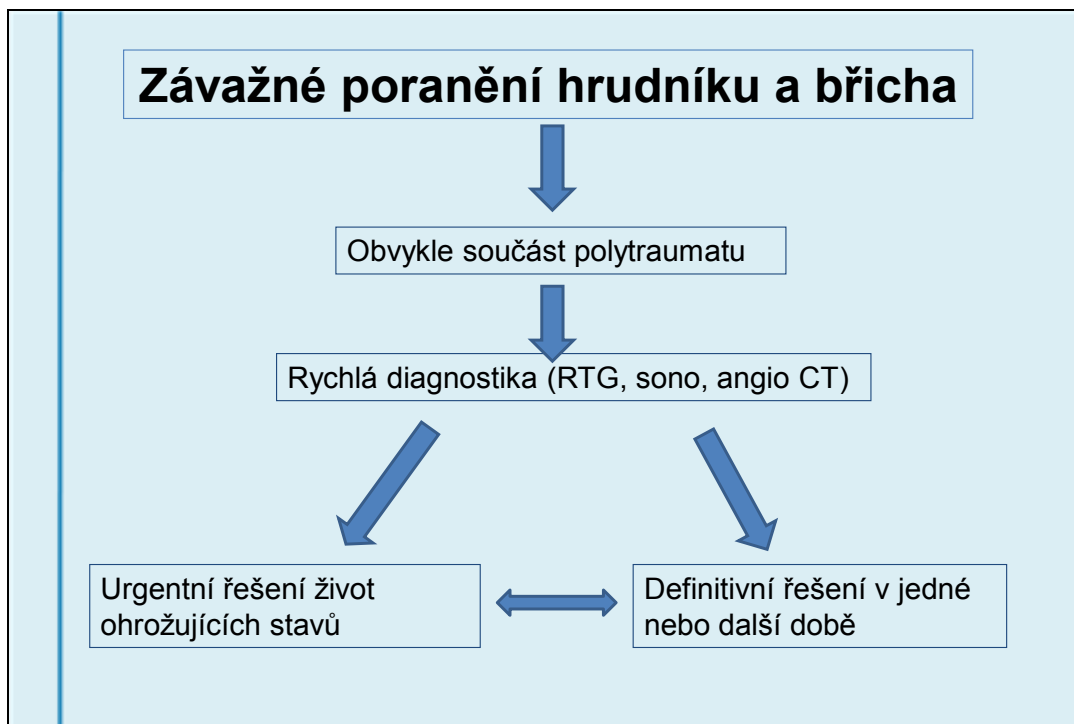 Závažné poranění hrudníku a břicha
Obvykle součást polytraumatu
Rychlá diagnostika (RTG, sono, angio CT)
Urgentní řešení život
ohrožujících stavů
Definitivní řešení v jedné
nebo další době